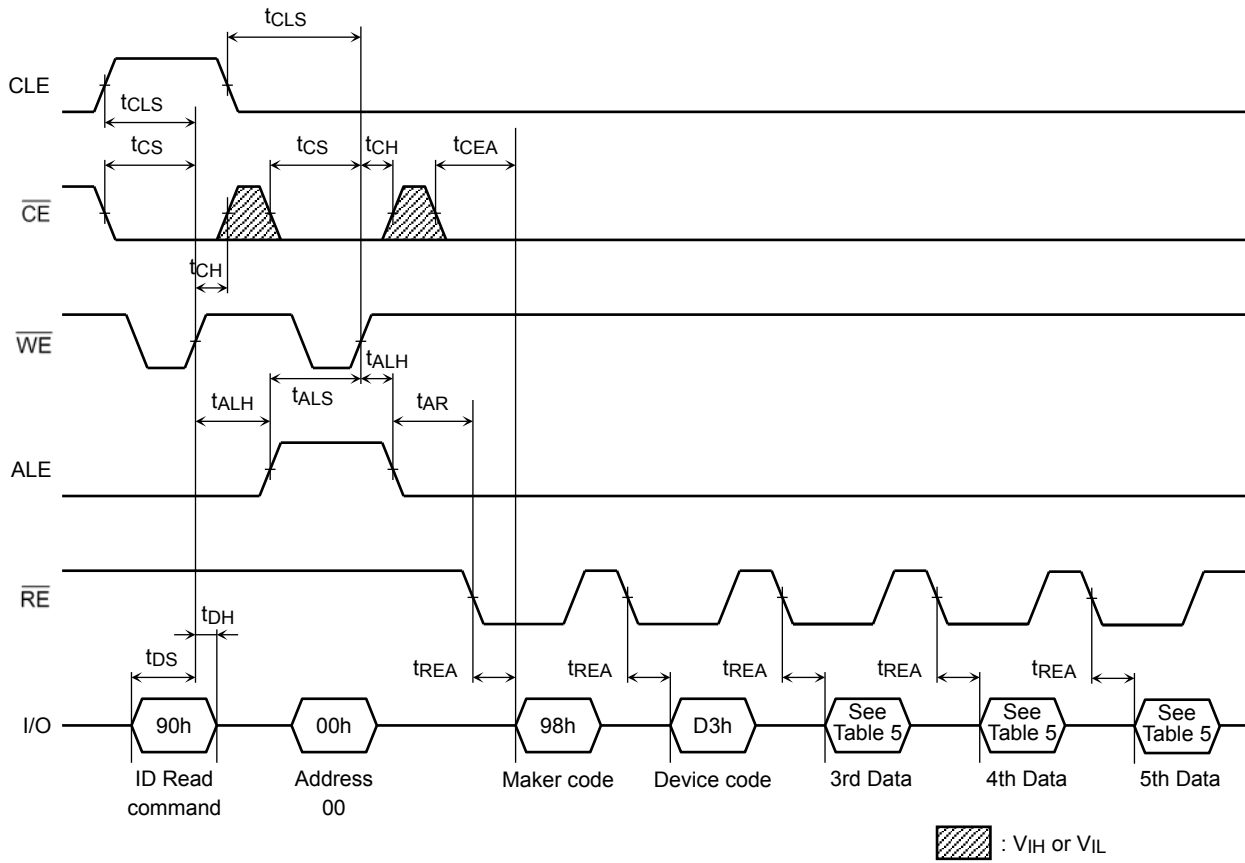 tCLS
CLE
tCLS
tCS tCS tCH tCEA
CE
tCH
WE
tALH
tALH tALS tAR
ALE
RE
tDH
tDS tREA tREA tREA tREA tREA
I/O 90h 00h 98h D3h See Table 5 See Table 5 See Table 5
ID Read command Address 00 Maker code Device code 3rd Data 4th Data 5th Data
: VIH or VIL